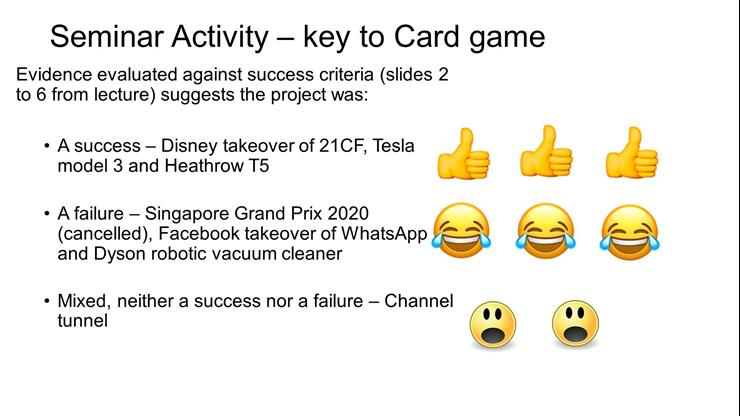 Seminar Activity – key to Card game
Evidence evaluated against success criteria (slides 2
to 6 from lecture) suggests the project was:
• A success – Disney takeover of 21CF, Tesla
model 3 and Heathrow T5
• A failure – Singapore Grand Prix 2020
(cancelled), Facebook takeover of WhatsApp
and Dyson robotic vacuum cleaner
• Mixed, neither a success nor a failure – Channel
tunnel